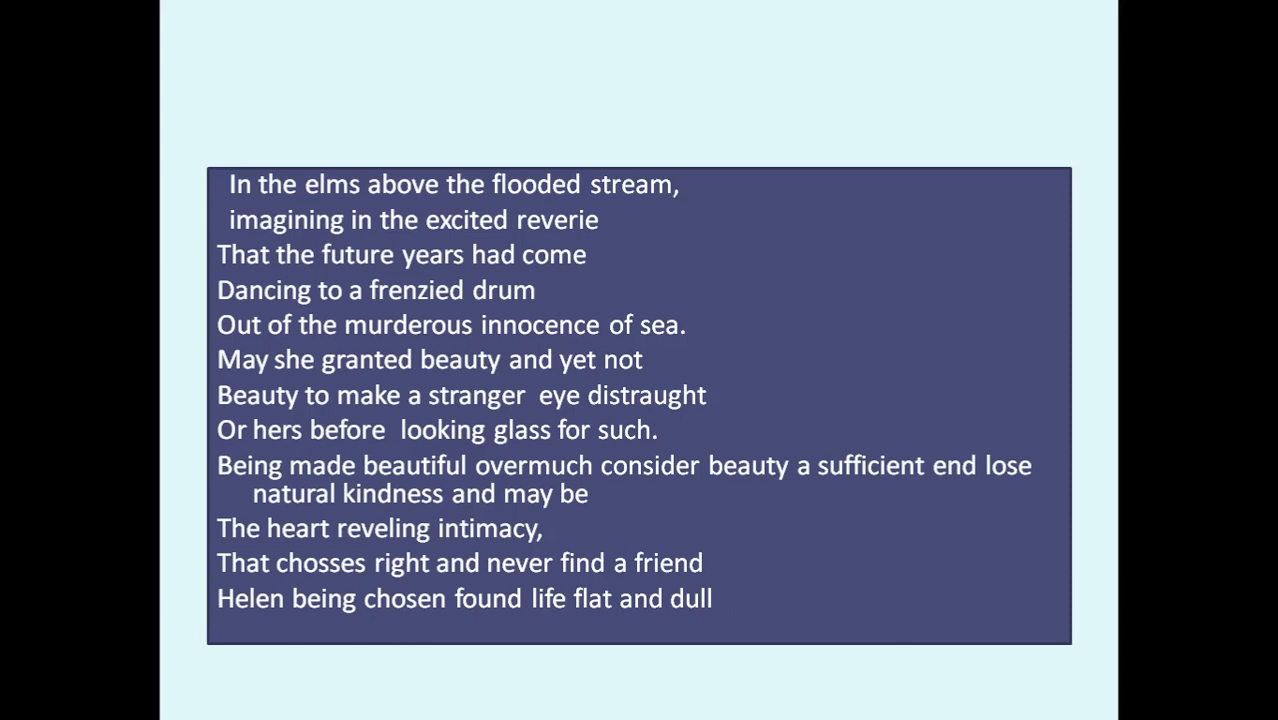 In the elms above the flooded stream,
imagining in the excited reverie
That the future years had come
Dancing to a frenzied drum
Out of the murderous innocence of sea.
May she granted beauty and yet not
Beauty to make a stranger eye distraught
Or hers before looking glass for such.
Being made beautiful overmuch consider beauty a sufficient end lose
natural kindness and may be
The heart reveling intimacy,
That chosses right and never find a friend
Helen being chosen found life flat and dull